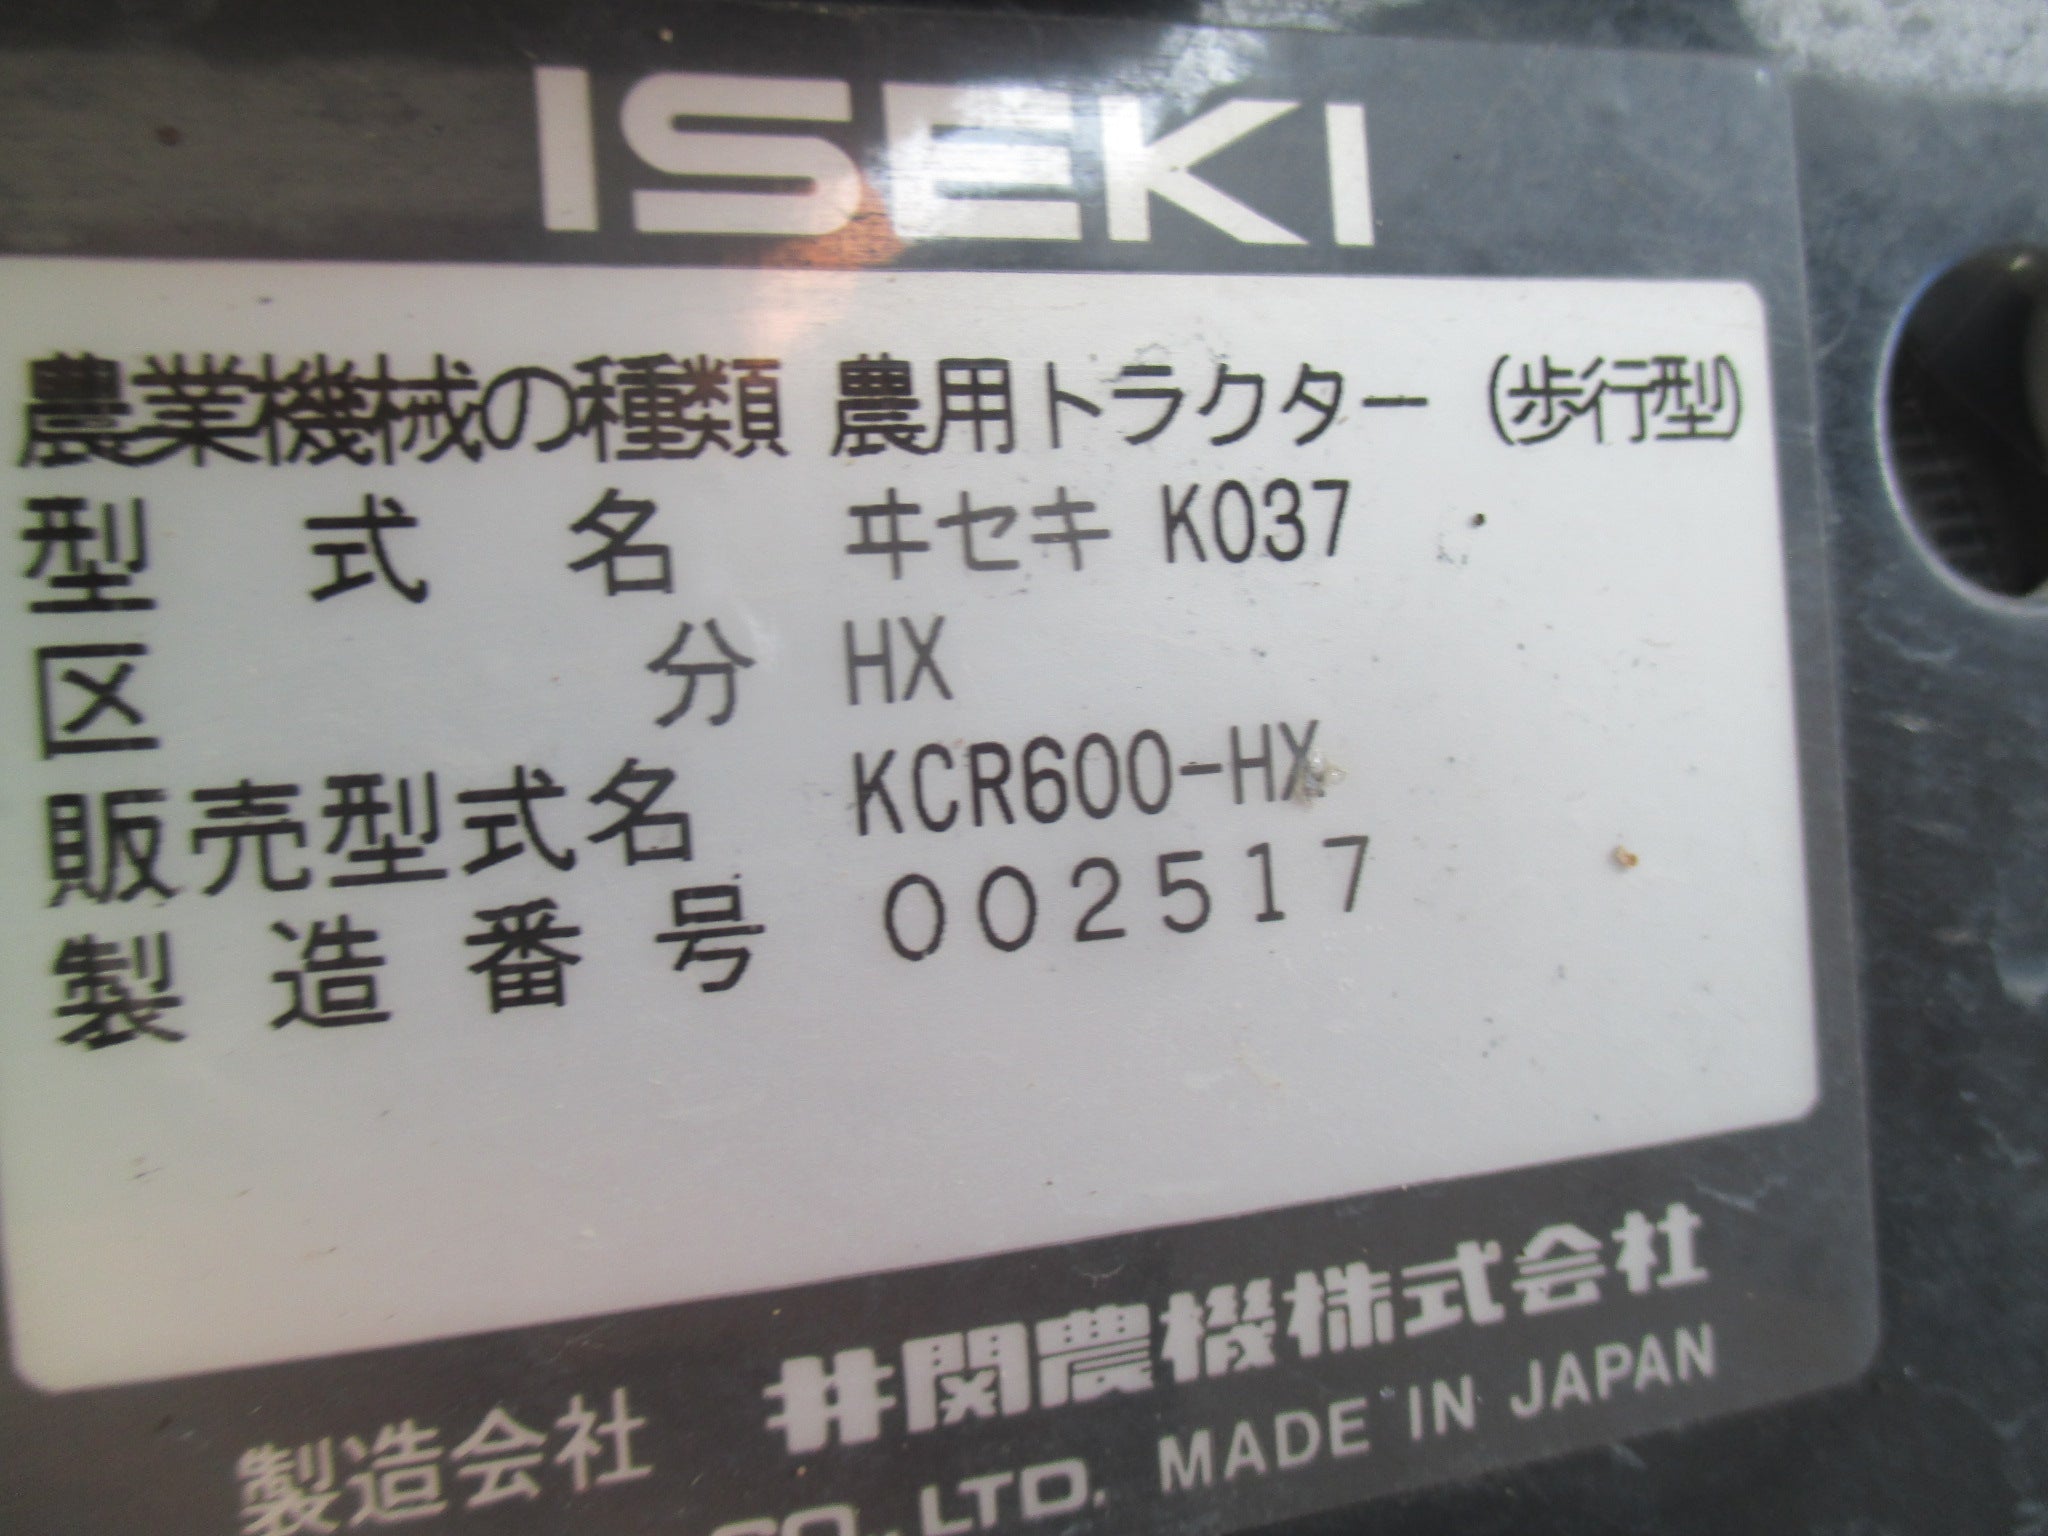 ISEKI
農業機械の種類 農用トラクター (歩行型)
型式名 ヰセキ K037
区分 HX
販売型式名 KCR600-HX
製造番号 002517
製造会社 井関農機株式会社
CO., LTD. MADE IN JAPAN